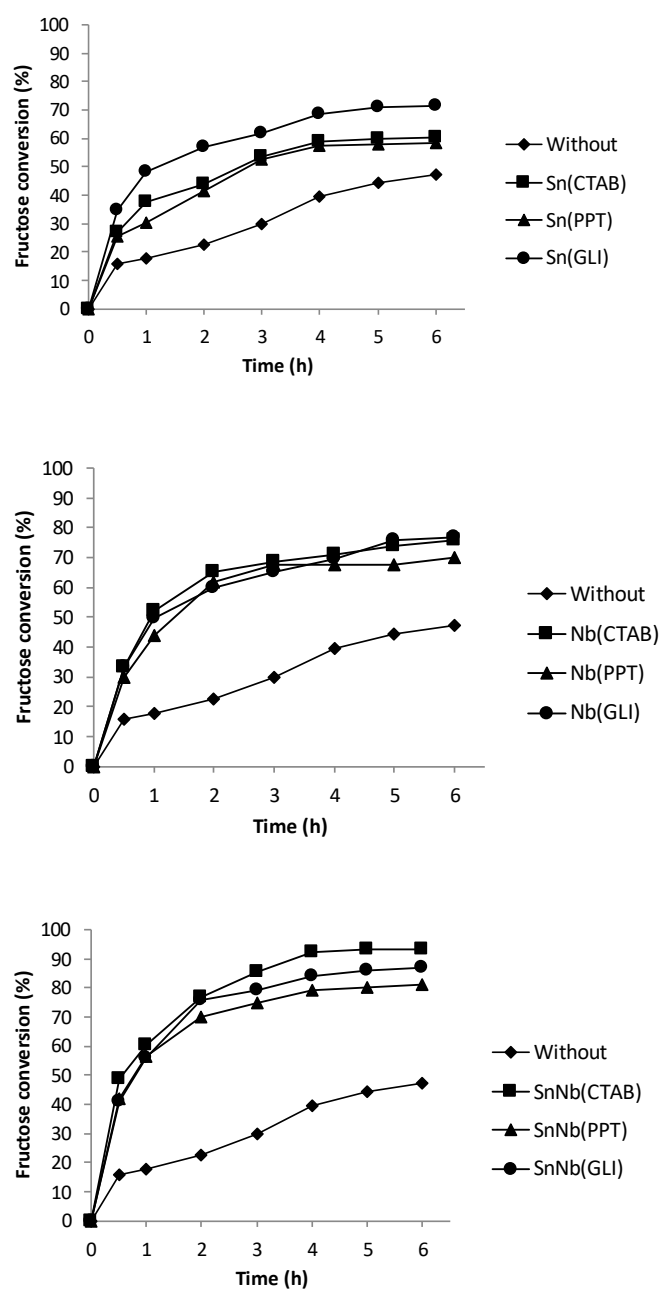 100
90
80
70
60
50
40
30
20
10
0
Fructose conversion (%)
0 1 2 3 4 5 6
Time (h)
Without
Sn(CTAB)
Sn(PPT)
Sn(GLI)
100
90
80
70
60
50
40
30
20
10
0
Fructose conversion (%)
0 1 2 3 4 5 6
Time (h)
Without
Nb(CTAB)
Nb(PPT)
Nb(GLI)
100
90
80
70
60
50
40
30
20
10
0
Fructose conversion (%)
0 1 2 3 4 5 6
Time (h)
Without
SnNb(CTAB)
SnNb(PPT)
SnNb(GLI)